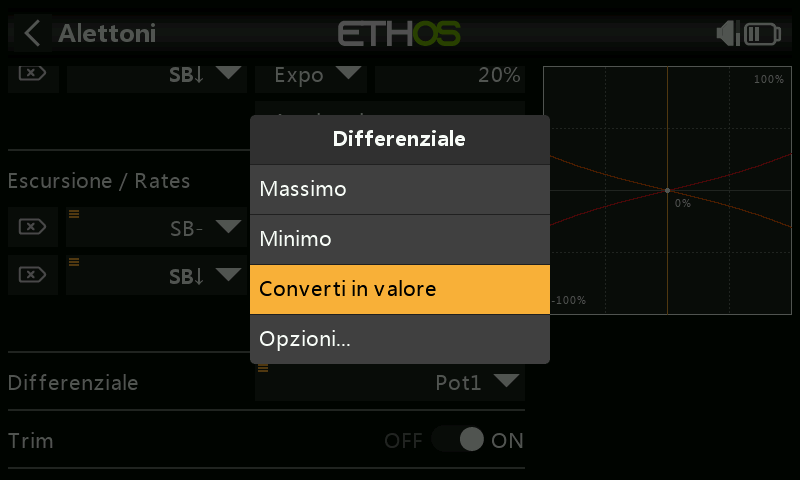 Alettoni
ETHOS
SB↓
Expo
20%
100%
Differenziale
Escursione / Rates
Massimo
SB-
0%
Minimo
SB↓
Converti in valore
-100%
Opzioni...
Differenziale
Pot1
Trim
OFF
ON